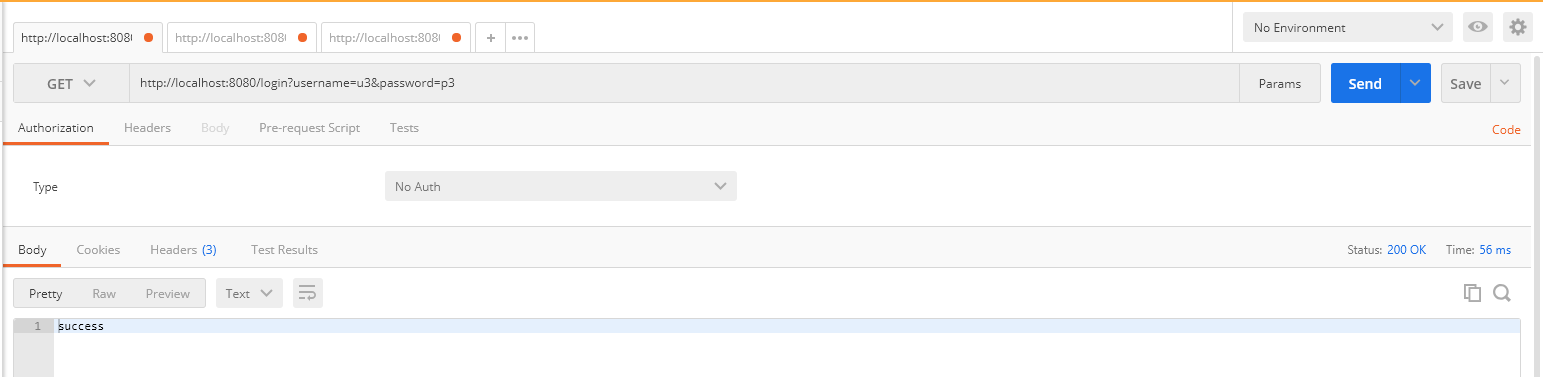 http://localhost:808 http://localhost:808 http://localhost:808 + ••• No Environment
GET http://localhost:8080/login?username=u3&password=p3 Params Send Save
Authorization Headers Body Pre-request Script Tests Code
Type No Auth
Body Cookies Headers (3) Test Results Status: 200 OK Time: 56 ms
Pretty Raw Preview Text
1 success